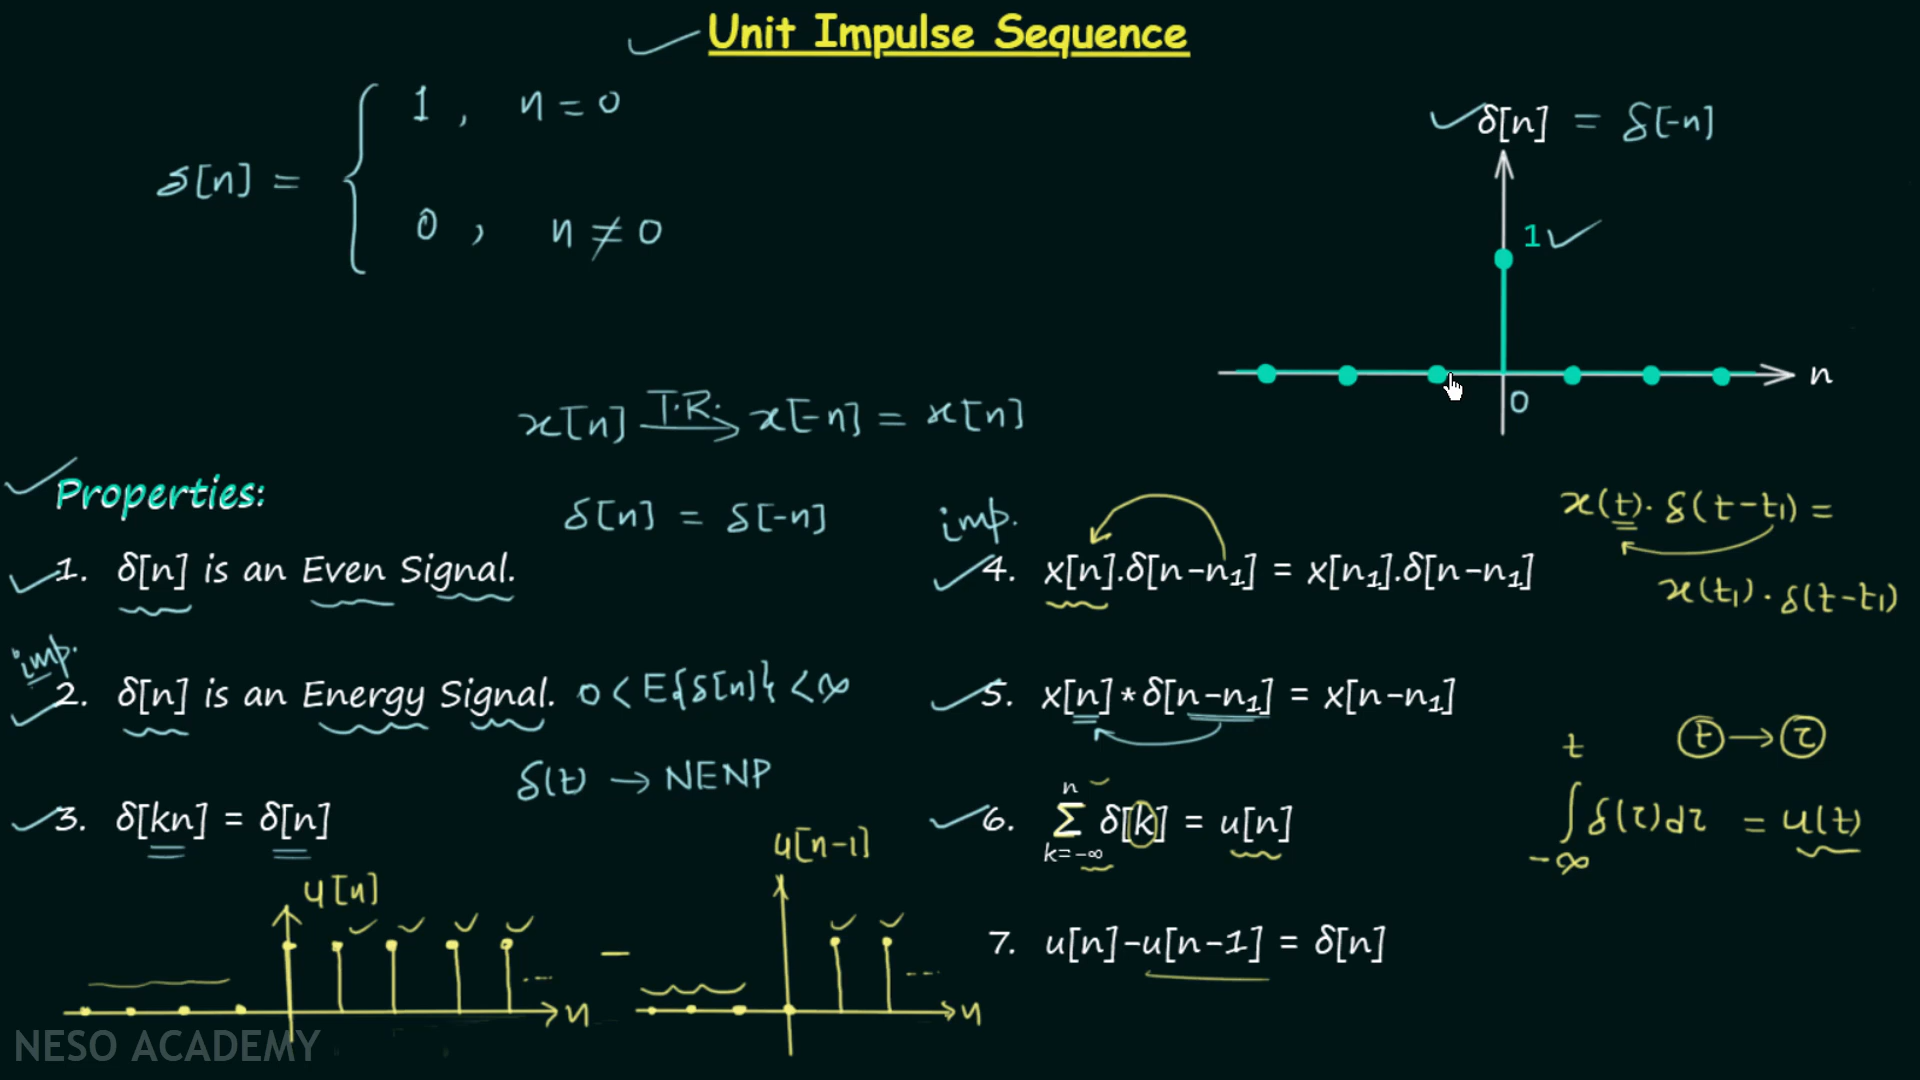 Unit Impulse Sequence
δ[n] = { 1 , n = 0
0 , n ≠ 0
δ[n] = δ[-n]
1
0
n
x[n] T.R. → x[-n] = x[n]
Properties:
δ[n] = δ[-n]
1. δ[n] is an Even Signal.
imp.
2. δ[n] is an Energy Signal. 0 < E{δ[n]} < ∞
δ(t) → NENP
3. δ[kn] = δ[n]
u[n]
n
–
u[n-1]
n
imp.
4. x[n].δ[n-n₁] = x[n₁].δ[n-n₁]
x(t). δ(t-t₁) =
x(t₁). δ(t-t₁)
5. x[n]*δ[n-n₁] = x[n-n₁]
t → τ
6. n Σ k=-∞ δ[k] = u[n]
t ∫ -∞ δ(τ)dτ = u(t)
7. u[n]-u[n-1] = δ[n]
NESO ACADEMY